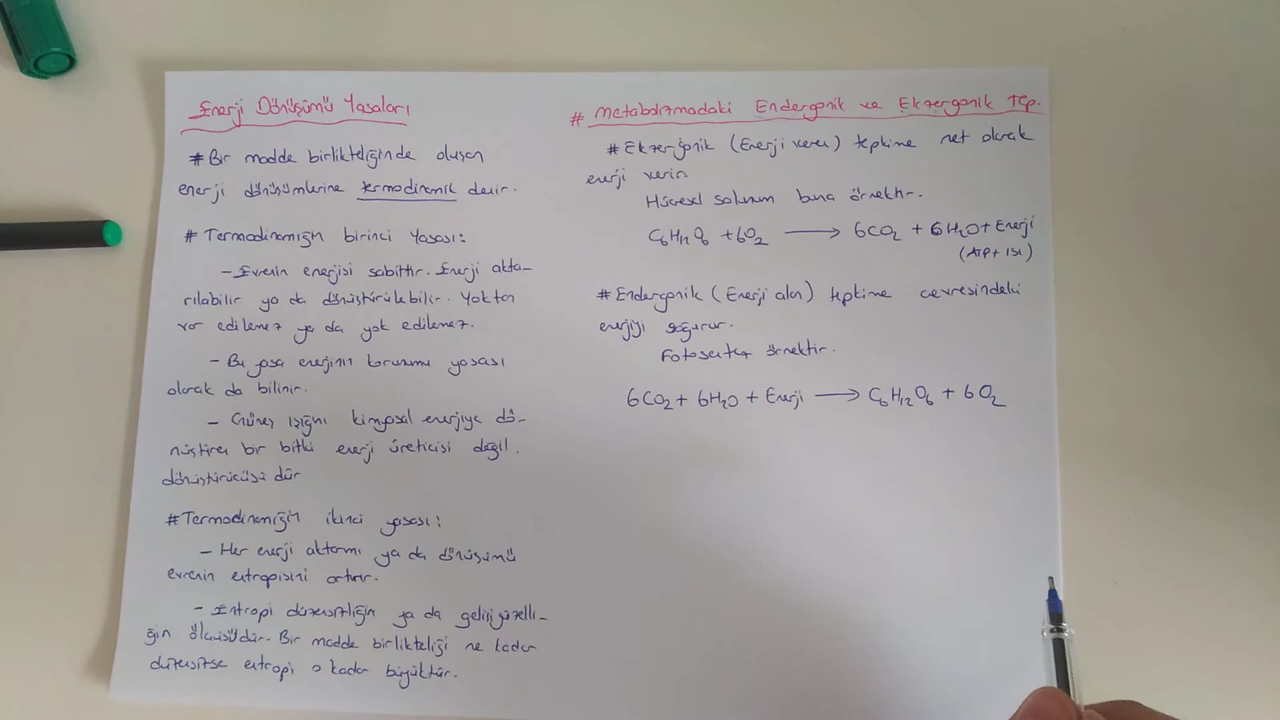 Enerji Dönüşümü Yasaları
#Bir madde birlikteliğinde oluşan
enerji dönüşümlerine termodinamik denir.
#Termodinamiğin birinci Yasası:
-Evrenin enerjisi sabittir. Enerji akta-
rılabilir ya da dönüştürülebilir. Yoktan
var edilemez ya da yok edilemez.
-Bu yasa enerjinin korunumu yasası
olarak da bilinir.
-Güneş ışığını kimyasal enerjiye dö-
nüştüren bir bitki enerji üreticisi değil.
dönüştürücüsü dür
#Termodinamiğin ikinci yasası:
-Her enerji aktarımı ya da dönüşümü
evrenin entropisini artırır.
-Entropi düzensizliğin ya da gelişigüzelli-
ğin ölçüsüdür. Bir madde birlikteliği ne kadar
düzensizse entropi o kadar büyüktür.
# Metabolizmadaki Endergonik ve Ekzergonik Tep.
#Ekzergonik (Enerji veren) tepkime net olarak
enerji verir.
Hücresel solunum buna örnektir.
C6H12O6 +6O2 → 6CO2 + 6H2O+Enerji
(ATP+ ISI)
#Endergonik (Enerji alan) tepkime çevresindeki
enerjiyi soğurur.
Fotosentez örnektir.
6CO2+ 6H2O + Enerji → C6H12O6 + 6O2